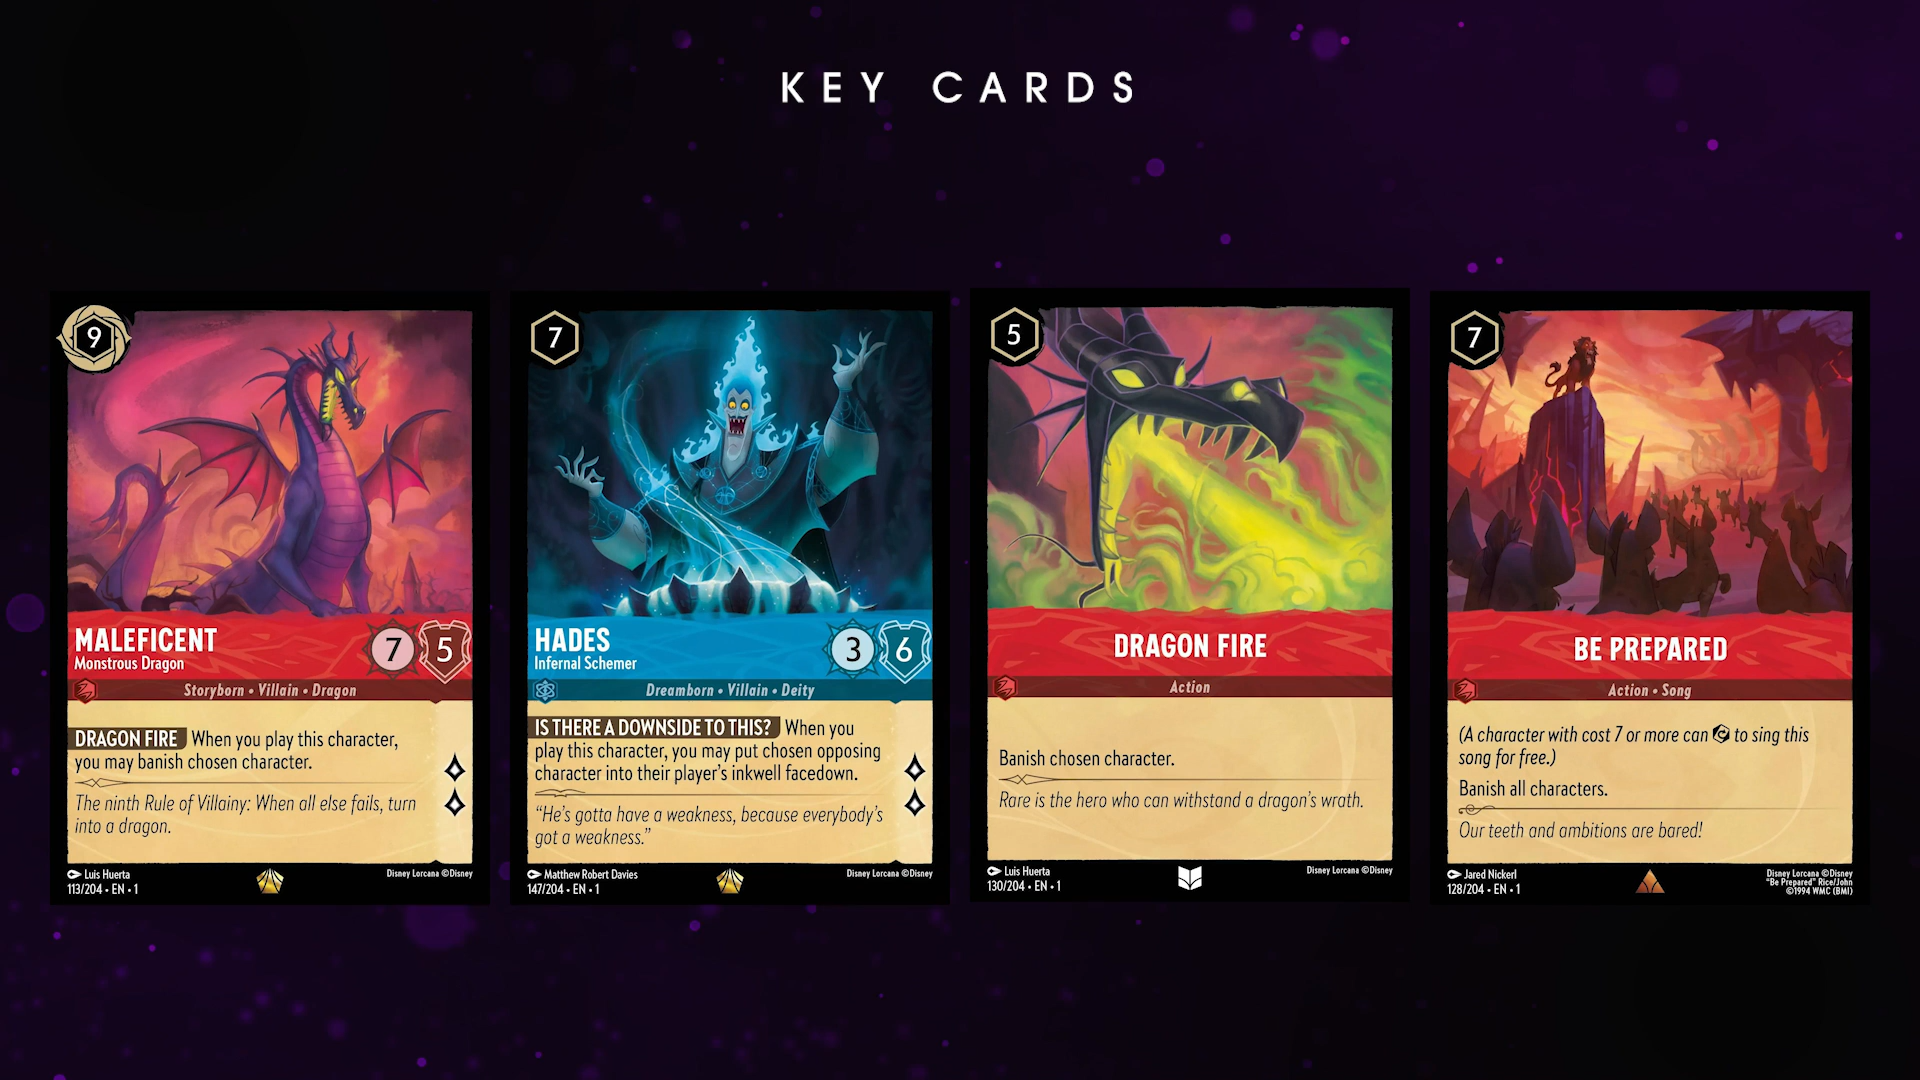 KEY CARDS
9
MALEFICENT
Monstrous Dragon
7 5
Storyborn • Villain • Dragon
DRAGON FIRE When you play this character,
you may banish chosen character.
The ninth Rule of Villainy: When all else fails, turn
into a dragon.
Luis Huerta
113/204 • EN • 1
Disney Lorcana ©Disney
7
HADES
Infernal Schemer
3 6
Dreamborn • Villain • Deity
IS THERE A DOWNSIDE TO THIS? When you
play this character, you may put chosen opposing
character into their player's inkwell facedown.
"He's gotta have a weakness, because everybody's
got a weakness."
Matthew Robert Davies
147/204 • EN • 1
Disney Lorcana ©Disney
5
DRAGON FIRE
Action
Banish chosen character.
Rare is the hero who can withstand a dragon's wrath.
Luis Huerta
130/204 • EN • 1
Disney Lorcana ©Disney
7
BE PREPARED
Action • Song
(A character with cost 7 or more can to sing this
song for free.)
Banish all characters.
Our teeth and ambitions are bared!
Jared Nickerl
128/204 • EN • 1
Disney Lorcana ©Disney
"Be Prepared" Rice/John
©1994 WMC (BMI)